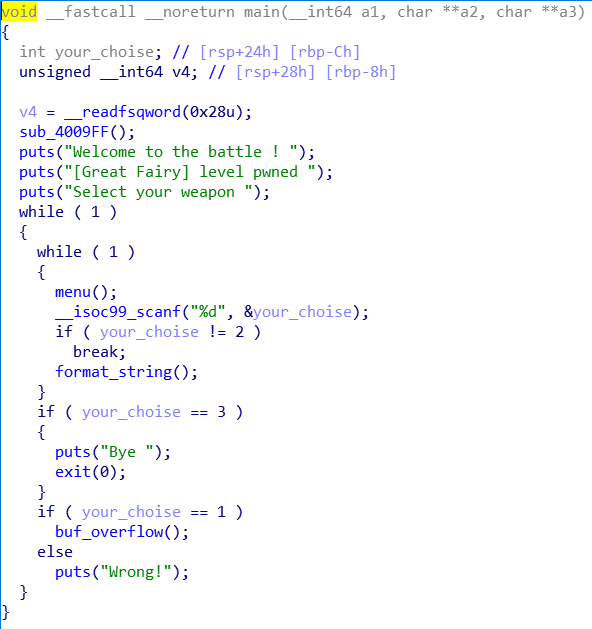 void __fastcall __noreturn main(__int64 a1, char **a2, char **a3)
{
  int your_choise; // [rsp+24h] [rbp-Ch]
  unsigned __int64 v4; // [rsp+28h] [rbp-8h]

  v4 = __readfsqword(0x28u);
  sub_4009FF();
  puts("Welcome to the battle ! ");
  puts("[Great Fairy] level pwned ");
  puts("Select your weapon ");
  while ( 1 )
  {
    while ( 1 )
    {
      menu();
      __isoc99_scanf("%d", &your_choise);
      if ( your_choise != 2 )
        break;
      format_string();
    }
    if ( your_choise == 3 )
    {
      puts("Bye ");
      exit(0);
    }
    if ( your_choise == 1 )
      buf_overflow();
    else
      puts("Wrong!");
  }
}